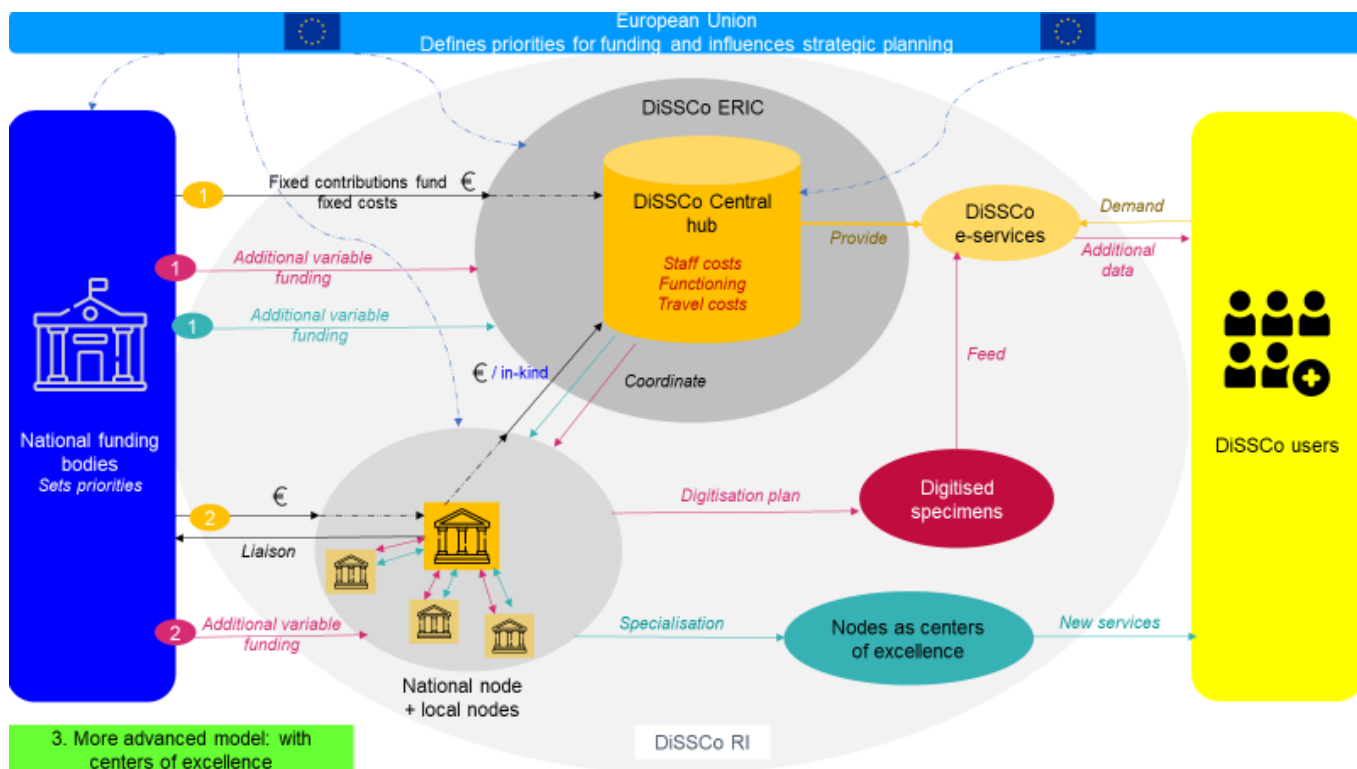 European Union
Defines priorities for funding and influences strategic planning
DiSSCo ERIC
1
Fixed contributions fund
fixed costs
€
DiSSCo Central
hub
Staff costs
Functioning
Travel costs
Provide
DiSSCo
e-services
Demand
Additional
data
1
Additional variable
funding
1
Additional variable
funding
€ / in-kind
Coordinate
Feed
National funding
bodies
Sets priorities
DiSSCo users
2
€
Liaison
Digitisation plan
Digitised
specimens
2
Additional variable
funding
Specialisation
Nodes as centers
of excellence
New services
National node
+ local nodes
3. More advanced model: with
centers of excellence
DiSSCo RI